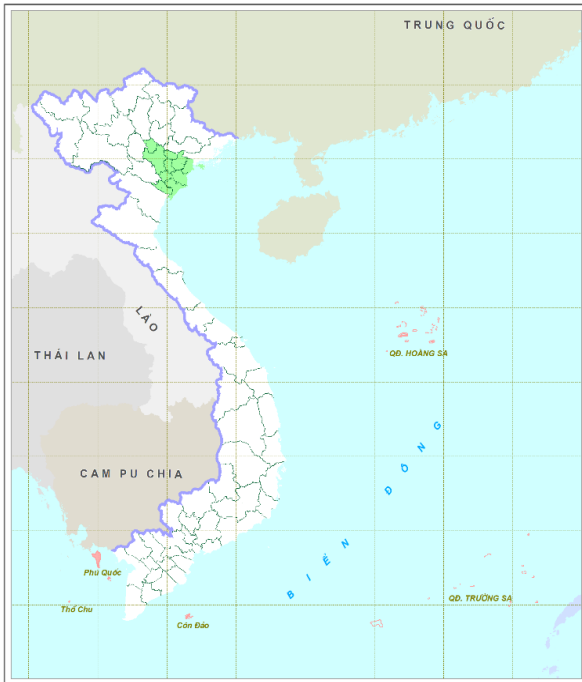 TRUNG QUỐC
LÀO
THÁI LAN
QĐ. HOÀNG SA
CAM PU CHIA
BIỂN ĐÔNG
Phú Quốc
Thổ Chu
Côn Đảo
QĐ. TRƯỜNG SA